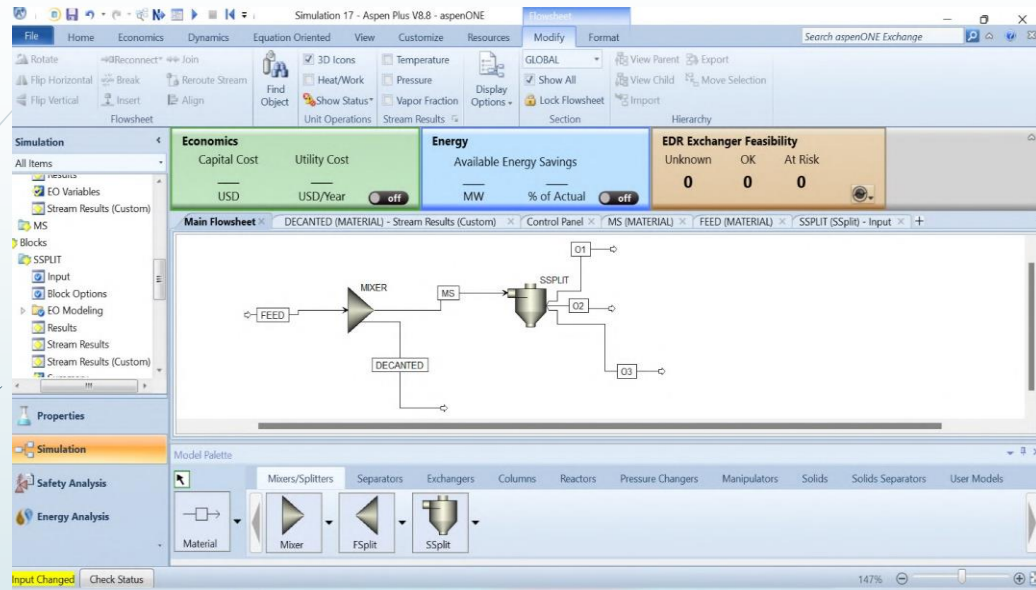 Simulation 17 - Aspen Plus V8.8 - aspenONE
Flowsheet
File Home Economics Dynamics Equation Oriented View Customize Resources Modify Format
Search aspenONE Exchange
Rotate Reconnect Join
Flip Horizontal Break Reroute Stream
Flip Vertical Insert Align
Flowsheet
Find Object
3D Icons
Heat/Work
Show Status
Unit Operations
Temperature
Pressure
Vapor Fraction
Stream Results
Display Options
GLOBAL
Show All
Lock Flowsheet
Section
View Parent Export
View Child Move Selection
Import
Hierarchy
Simulation
All Items
Results
EO Variables
Stream Results (Custom)
MS
Blocks
SSPLIT
Input
Block Options
EO Modeling
Results
Stream Results
Stream Results (Custom)
Properties
Simulation
Safety Analysis
Energy Analysis
Economics
Capital Cost Utility Cost
USD USD/Year off
Energy
Available Energy Savings
MW % of Actual off
EDR Exchanger Feasibility
Unknown OK At Risk
0 0 0
Main Flowsheet DECANTED (MATERIAL) - Stream Results (Custom) Control Panel MS (MATERIAL) FEED (MATERIAL) SSPLIT (SSplit) - Input
O1
SSPLIT
MIXER
MS
O2
FEED
DECANTED
O3
Model Palette
Mixers/Splitters Separators Exchangers Columns Reactors Pressure Changers Manipulators Solids Solids Separators User Models
Material Mixer FSplit SSplit
Input Changed Check Status
147%